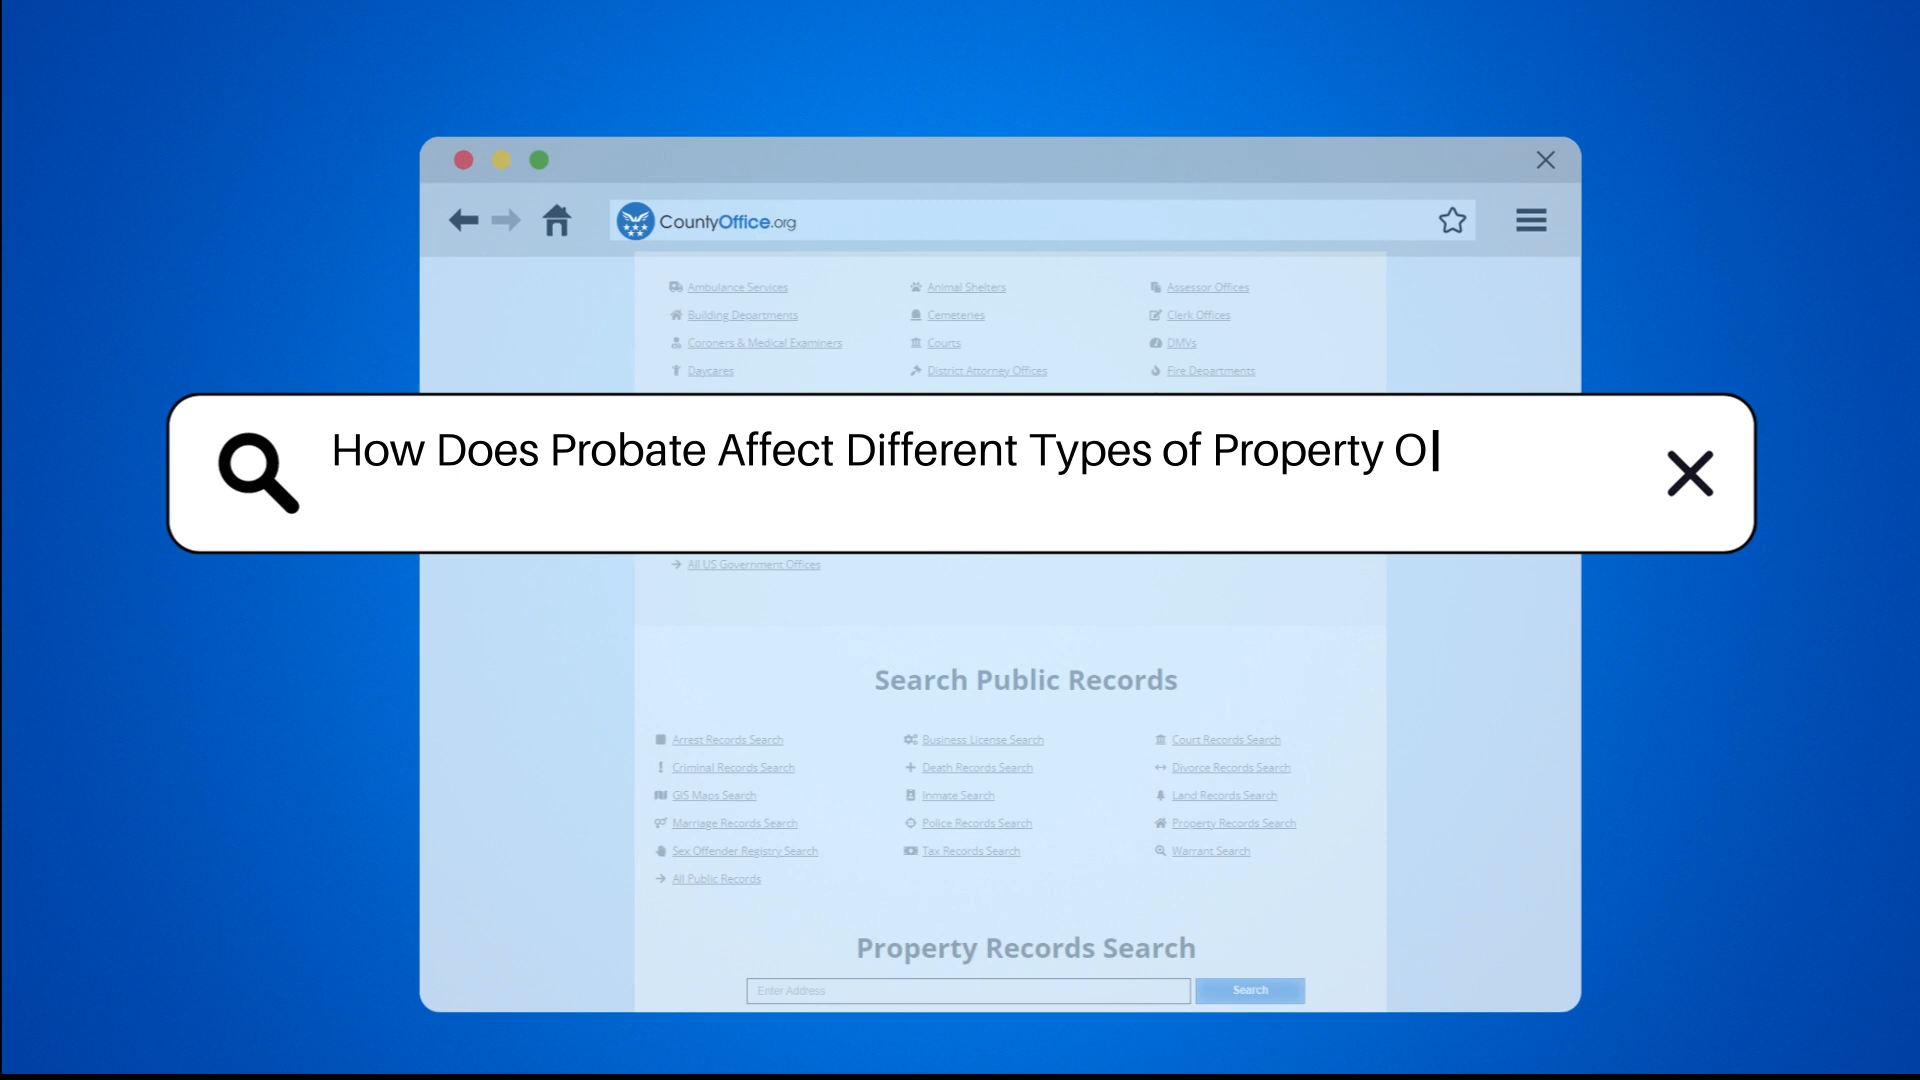 CountyOffice.org
Ambulance Services
Animal Shelters
Assessor Offices
Building Departments
Cemeteries
Clerk Offices
Coroners & Medical Examiners
Courts
DMVs
Daycares
District Attorney Offices
Fire Departments
How Does Probate Affect Different Types of Property O
All US Government Offices
Search Public Records
Arrest Records Search
Business License Search
Court Records Search
Criminal Records Search
Death Records Search
Divorce Records Search
GIS Maps Search
Inmate Search
Land Records Search
Marriage Records Search
Police Records Search
Property Records Search
Sex Offender Registry Search
Tax Records Search
Warrant Search
All Public Records
Property Records Search
Enter Address
Search